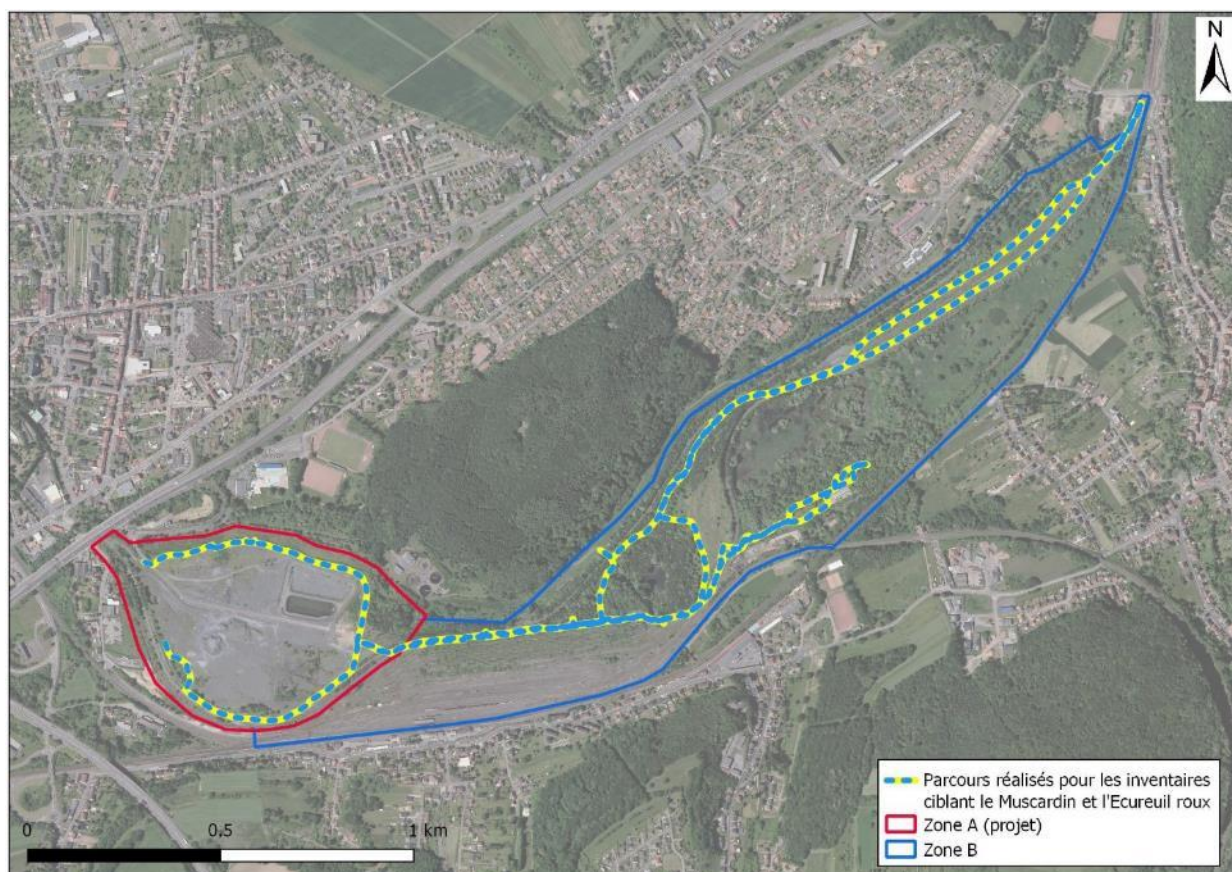 N
Parcours réalisés pour les inventaires
ciblant le Muscardin et l'Ecureuil roux
Zone A (projet)
Zone B
0 0,5 1 km